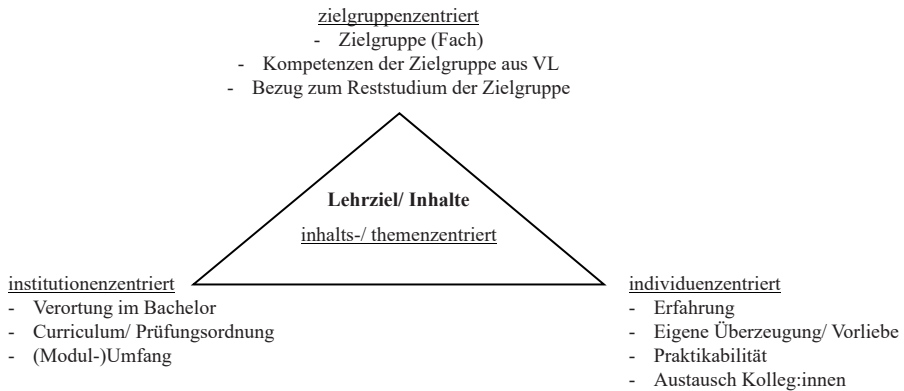 zielgruppenzentriert
- Zielgruppe (Fach)
- Kompetenzen der Zielgruppe aus VL
- Bezug zum Reststudium der Zielgruppe
Lehrziel/ Inhalte
inhalts-/ themenzentriert
institutionenzentriert
- Verortung im Bachelor
- Curriculum/ Prüfungsordnung
- (Modul-)Umfang
individuenzentriert
- Erfahrung
- Eigene Überzeugung/ Vorliebe
- Praktikabilität
- Austausch Kolleg:innen